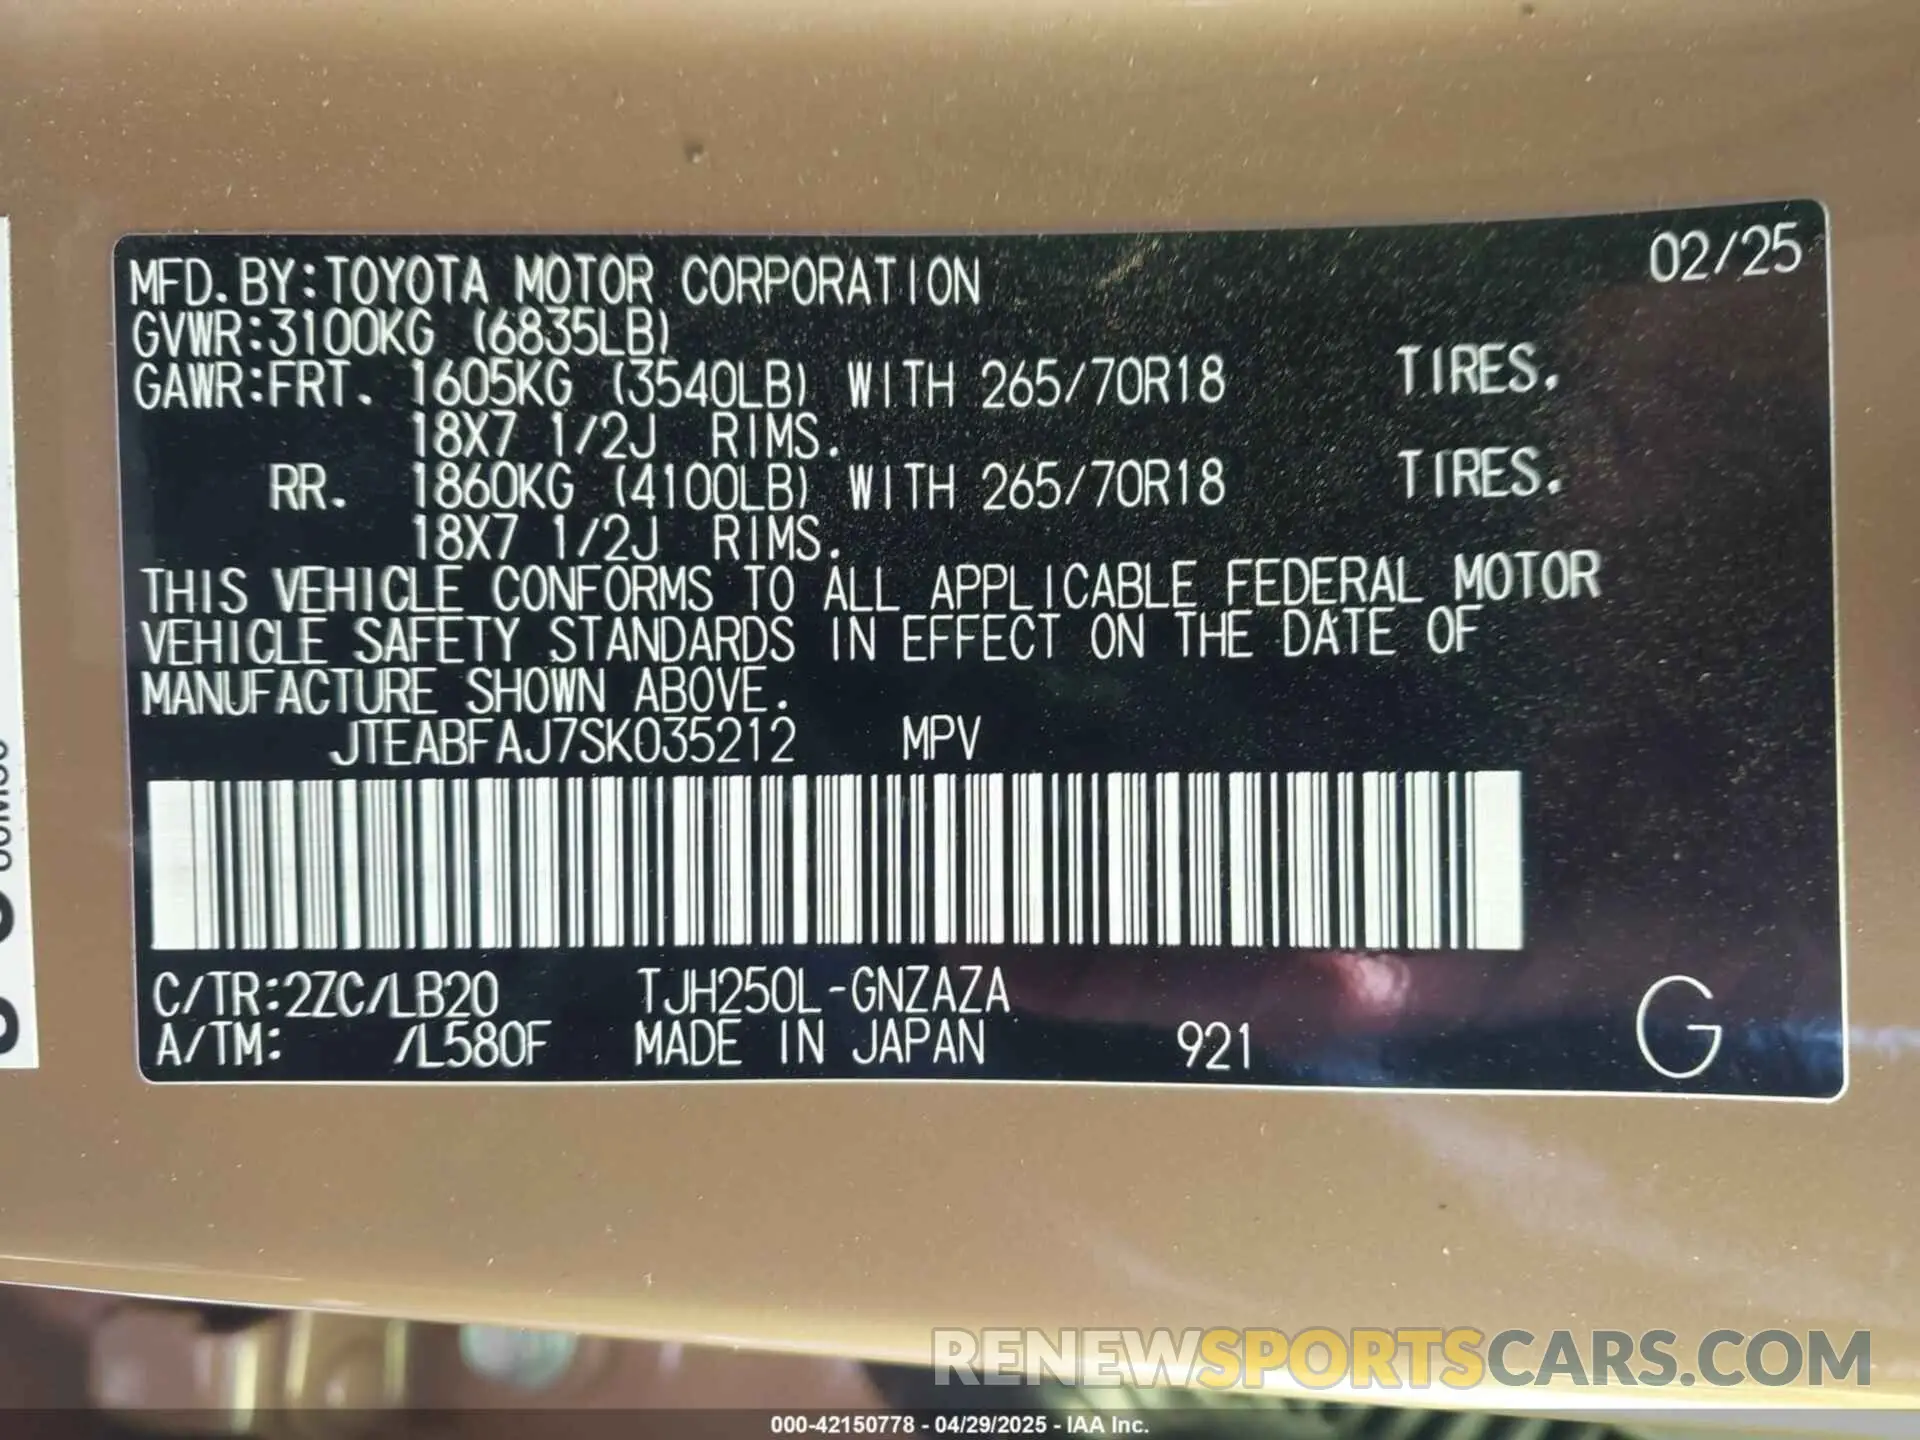 02/25
MFD. BY:TOYOTA MOTOR CORPORATION
GVWR:3100KG (6835LB)
GAWR:FRT. 1605KG (3540LB) WITH 265/70R18 TIRES.
18X7 1/2J RIMS.
RR. 1860KG (4100LB) WITH 265/70R18 TIRES.
18X7 1/2J RIMS.
THIS VEHICLE CONFORMS TO ALL APPLICABLE FEDERAL MOTOR
VEHICLE SAFETY STANDARDS IN EFFECT ON THE DATE OF
MANUFACTURE SHOWN ABOVE.
JTEABFAJ7SK035212 MPV
C/TR:2ZC/LB20 TJH250L-GNZAZA
A/TM: /L580F MADE IN JAPAN 921
G
RENEWSPORTSCARS.COM
000-42150778 - 04/29/2025 - IAA Inc.